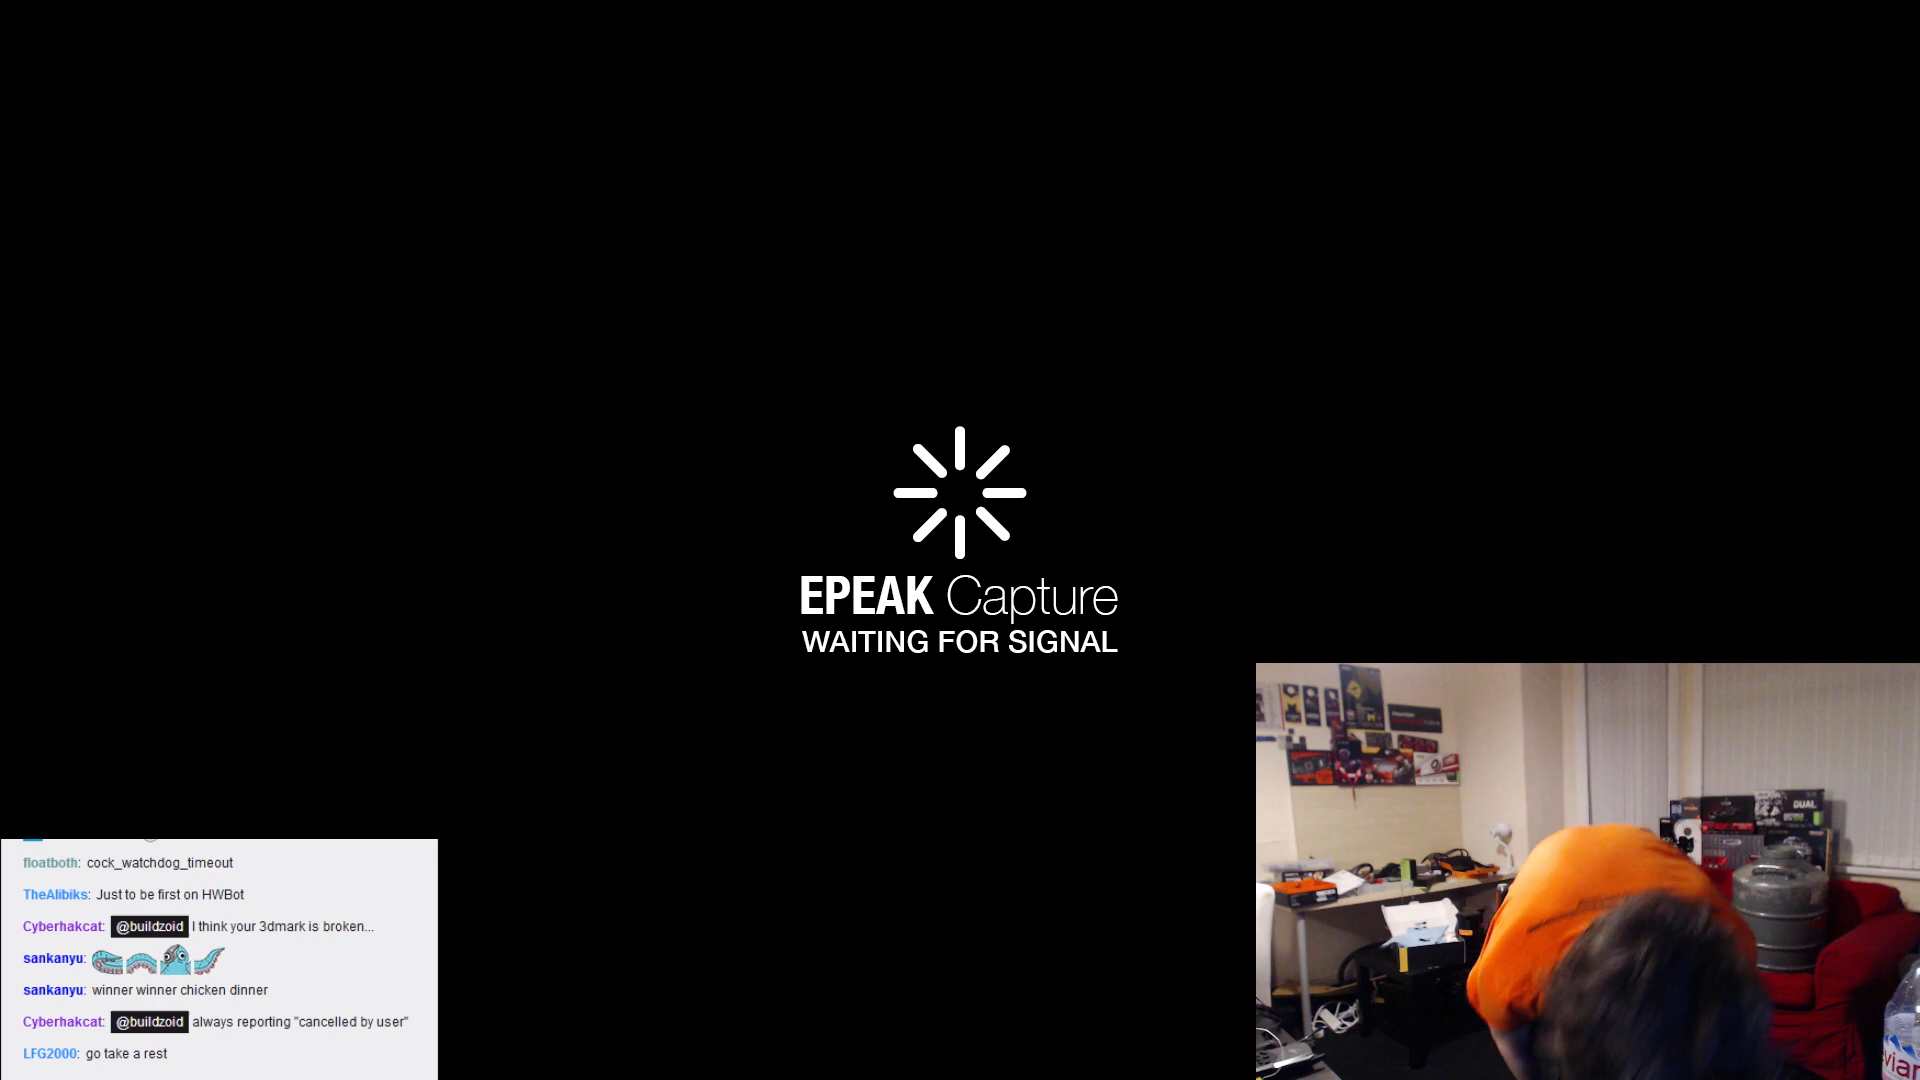 EPEAK Capture
WAITING FOR SIGNAL
floatboth: cock_watchdog_timeout
TheAlibiks: Just to be first on HWBot
Cyberhakcat: @buildzoid I think your 3dmark is broken...
sankanyu:
sankanyu: winner winner chicken dinner
Cyberhakcat: @buildzoid always reporting "cancelled by user"
LFG2000: go take a rest
DUAL
vian